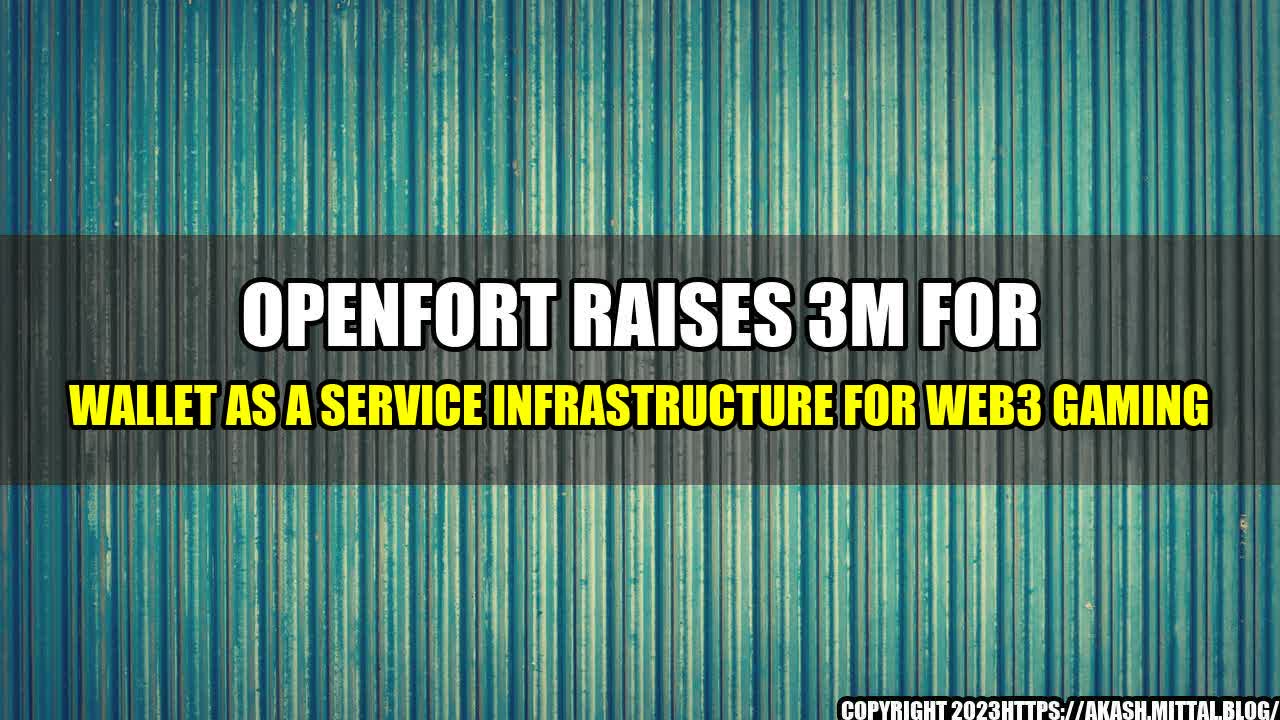 OPENFORT RAISES 3M FOR
WALLET AS A SERVICE INFRASTRUCTURE FOR WEB3 GAMING
COPYRIGHT 2023HTTPS://AKASH.MITTAL.BLOG/